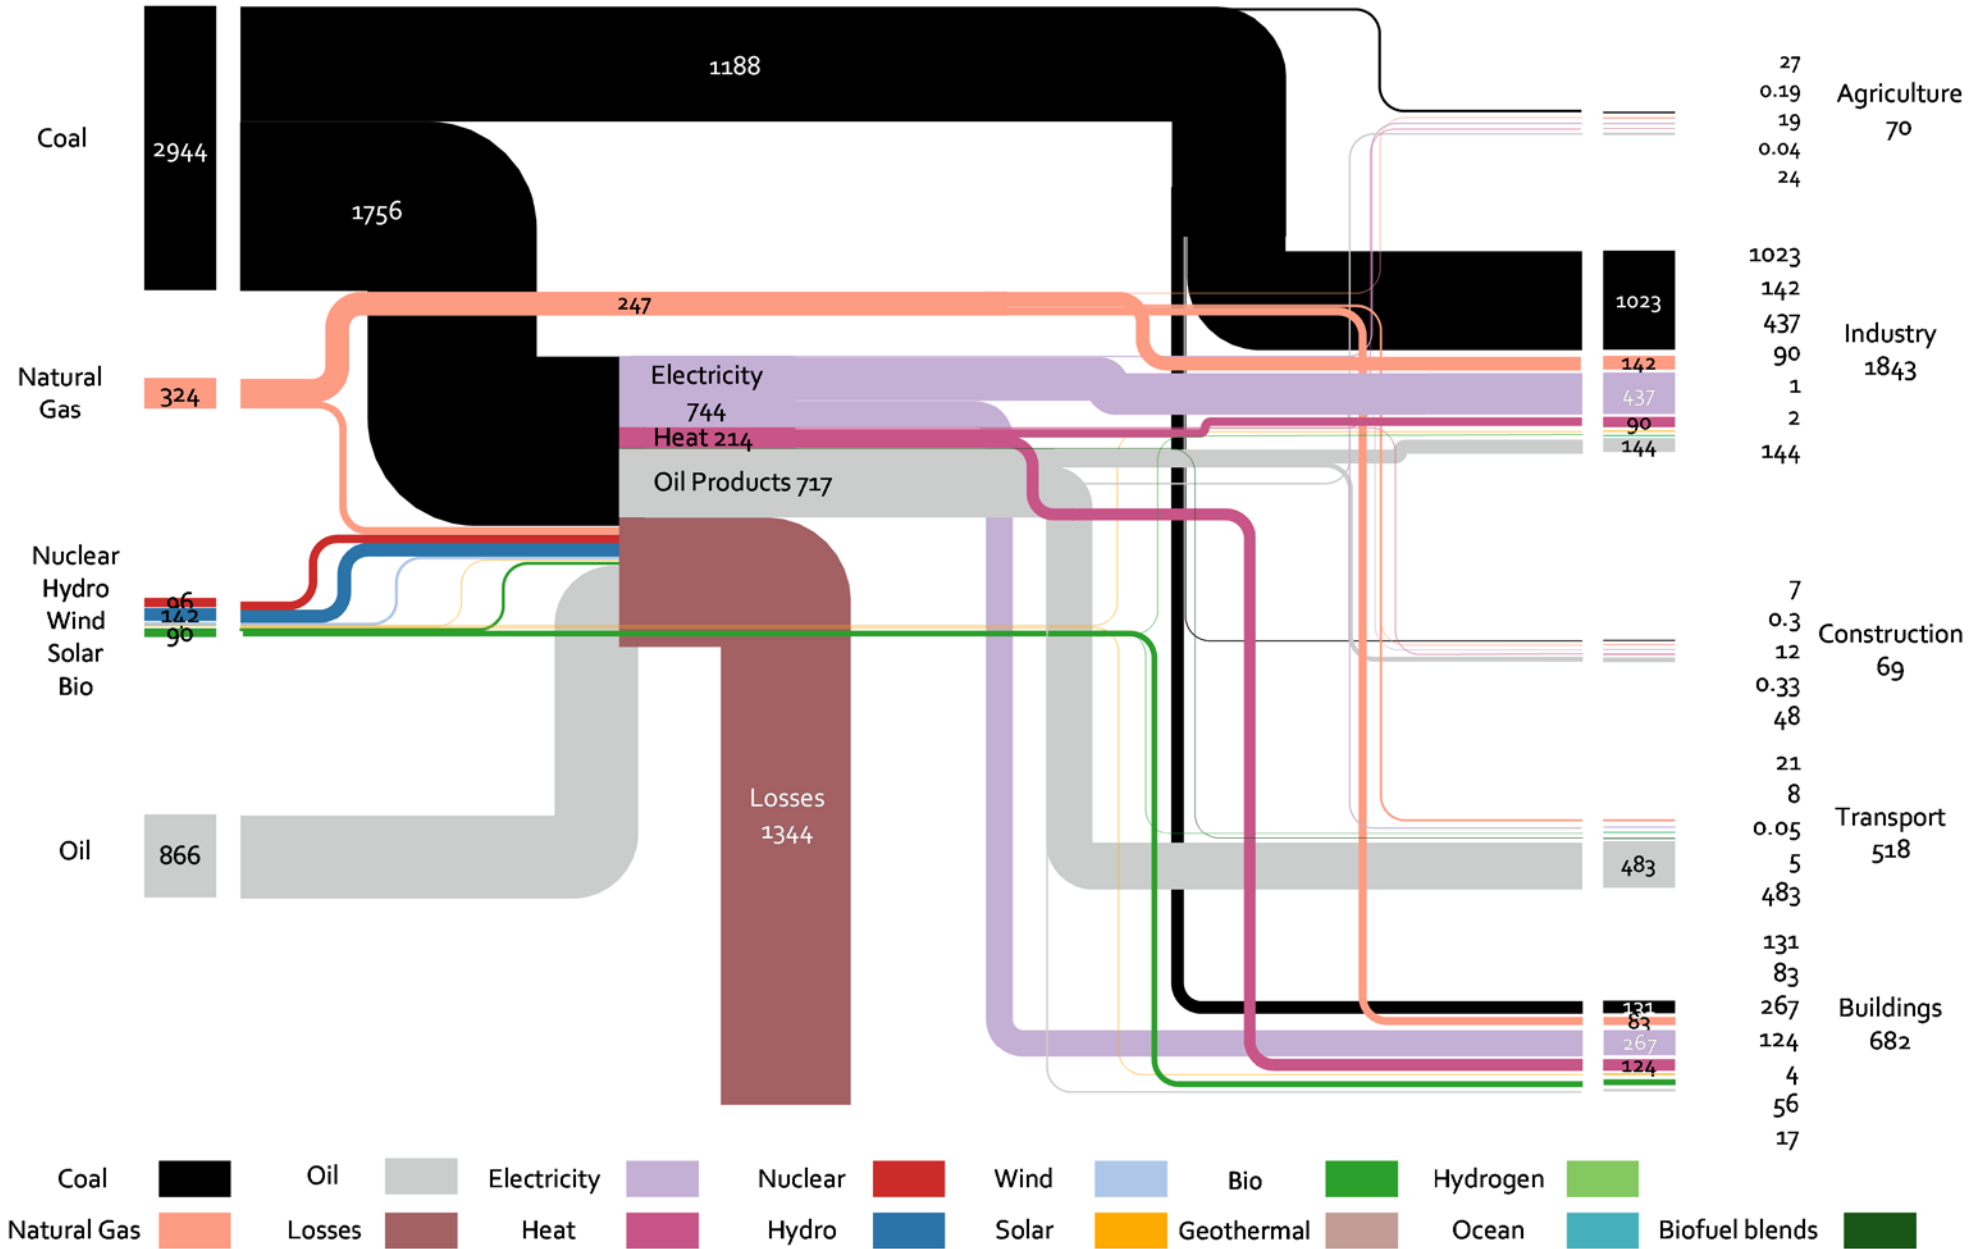 Coal
2944
1188
1756
Natural
Gas
324
247
Nuclear
Hydro
Wind
Solar
Bio
96
142
90
Oil
866
Electricity
744
Heat 214
Oil Products 717
Losses
1344
27
0.19
19
0.04
24
Agriculture
70
1023
142
437
90
144
1023
142
437
90
1
2
144
Industry
1843
7
0.3
12
0.33
48
Construction
69
21
8
0.05
5
483
483
Transport
518
131
83
267
124
131
83
267
124
4
56
17
Buildings
682
Coal
Oil
Electricity
Nuclear
Wind
Bio
Hydrogen
Natural Gas
Losses
Heat
Hydro
Solar
Geothermal
Ocean
Biofuel blends